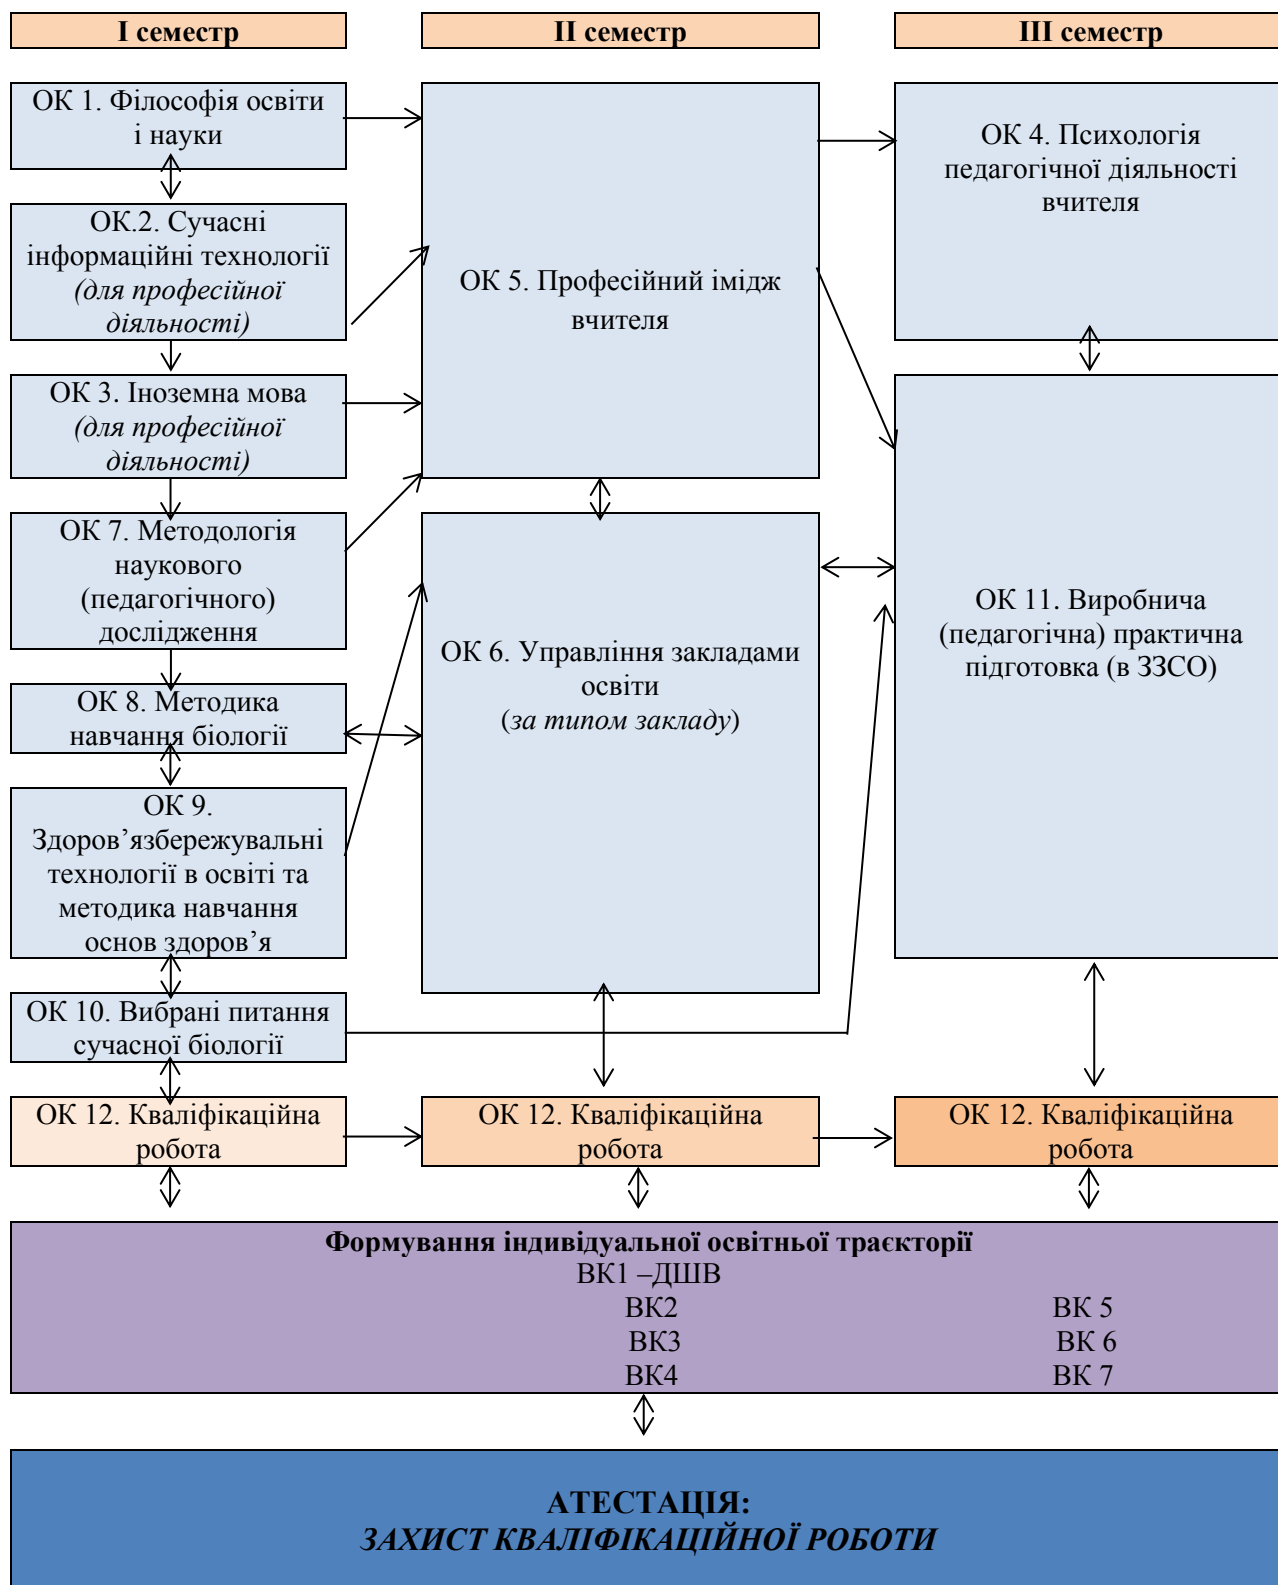 І семестр
ІІ семестр
ІІІ семестр
ОК 1. Філософія освіти
і науки
ОК.2. Сучасні
інформаційні технології
(для професійної
діяльності)
ОК 3. Іноземна мова
(для професійної
діяльності)
ОК 7. Методологія
наукового
(педагогічного)
дослідження
ОК 8. Методика
навчання біології
ОК 9.
Здоров’язбережувальні
технології в освіті та
методика навчання
основ здоров’я
ОК 10. Вибрані питання
сучасної біології
ОК 12. Кваліфікаційна
робота
ОК 5. Професійний імідж
вчителя
ОК 6. Управління закладами
освіти
(за типом закладу)
ОК 12. Кваліфікаційна
робота
ОК 4. Психологія
педагогічної діяльності
вчителя
ОК 11. Виробнича
(педагогічна) практична
підготовка (в ЗЗСО)
ОК 12. Кваліфікаційна
робота
Формування індивідуальної освітньої траєкторії
ВК1 –ДШВ
ВК2 ВК 5
ВК3 ВК 6
ВК4 ВК 7
АТЕСТАЦІЯ:
ЗАХИСТ КВАЛІФІКАЦІЙНОЇ РОБОТИ